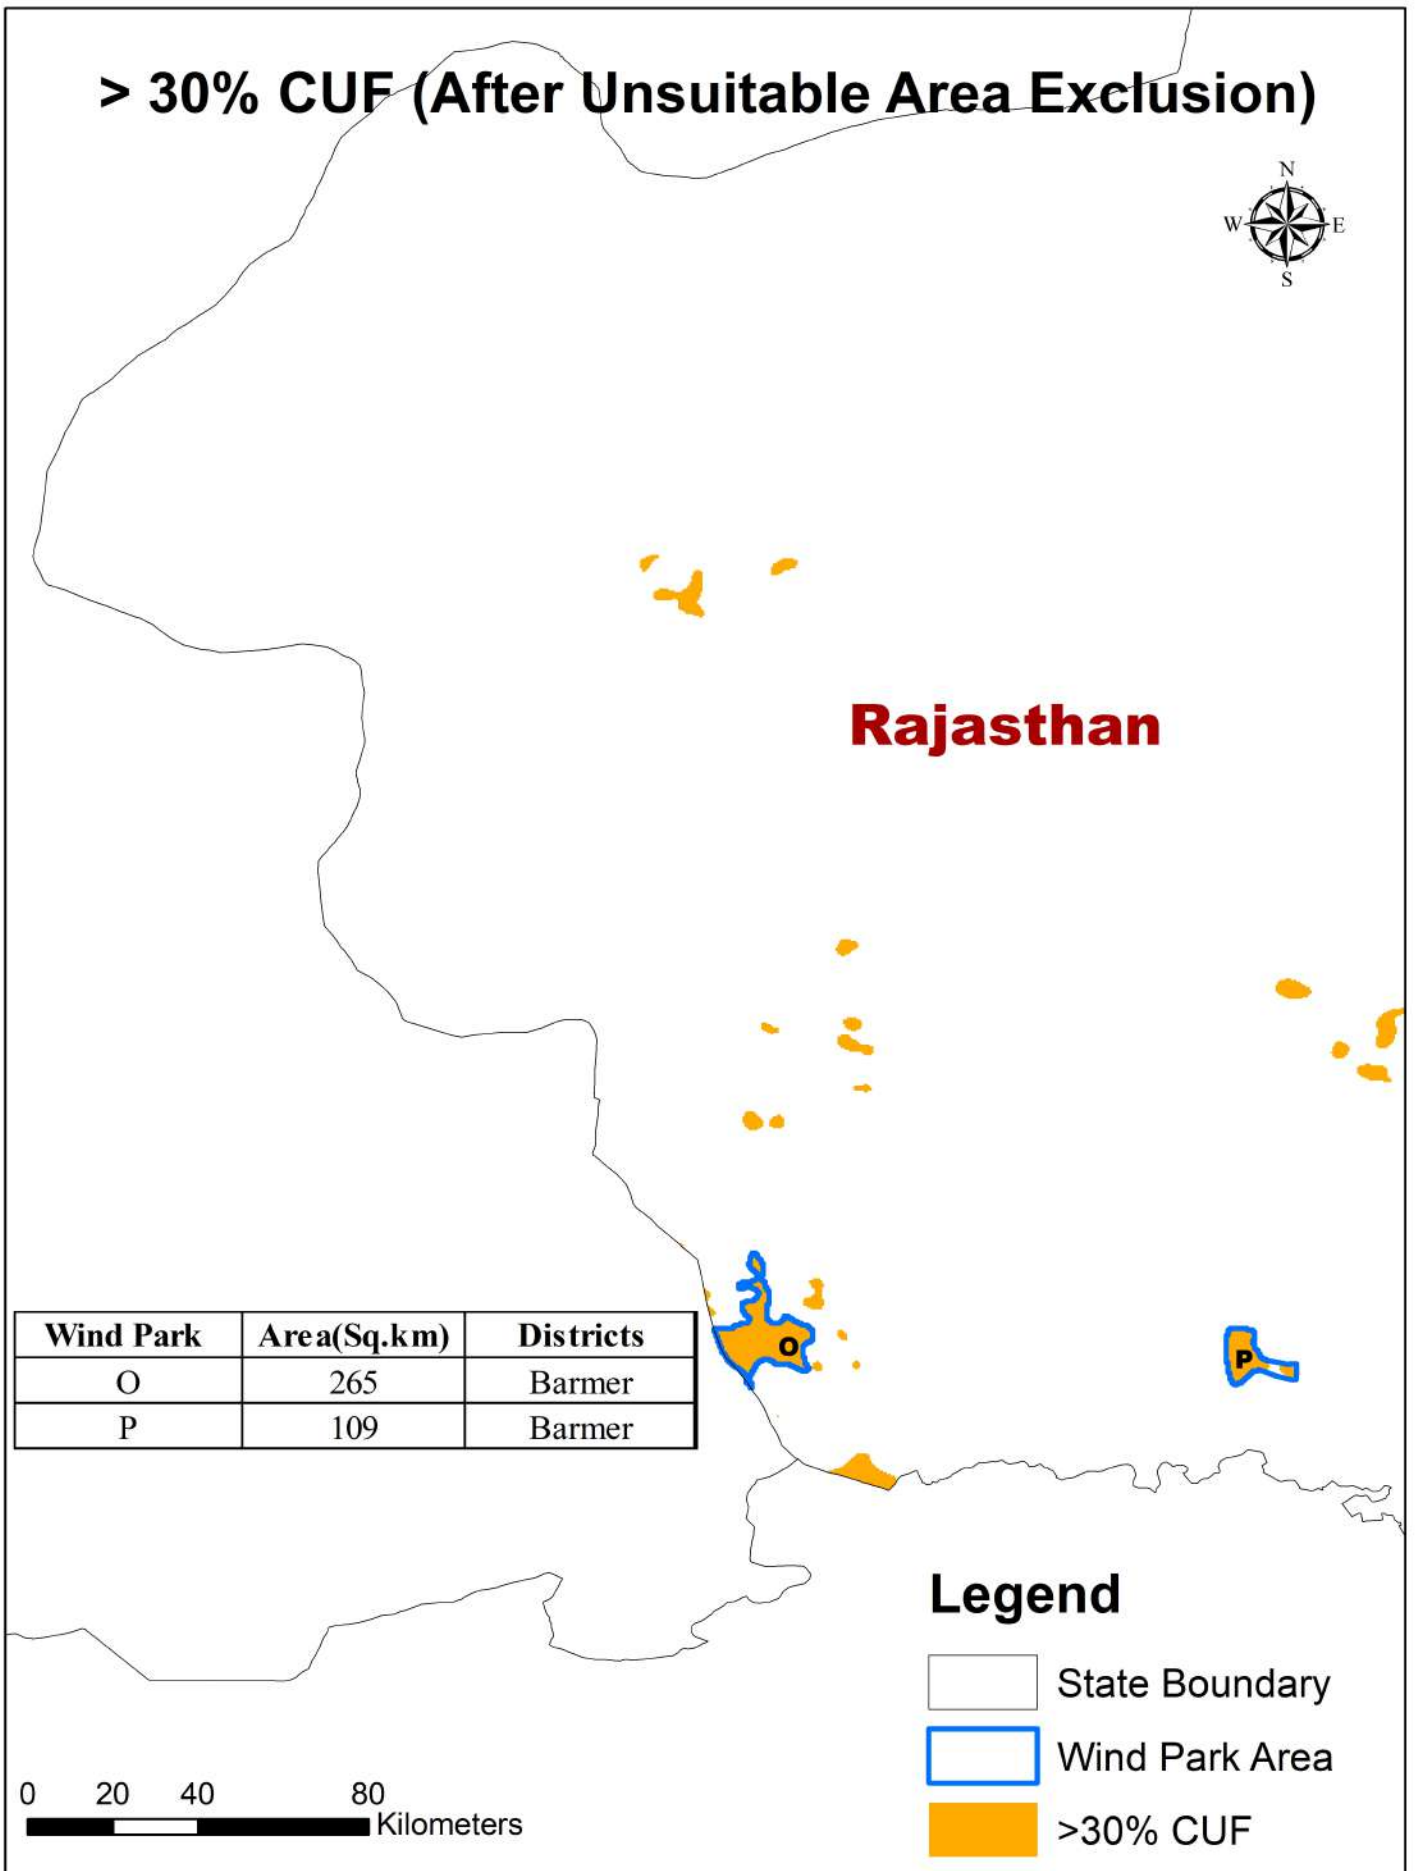 > 30% CUF (After Unsuitable Area Exclusion)
N
W E
S
Rajasthan
Wind Park Area(Sq.km) Districts
O 265 Barmer
P 109 Barmer
O
P
Legend
State Boundary
Wind Park Area
>30% CUF
0 20 40 80
Kilometers